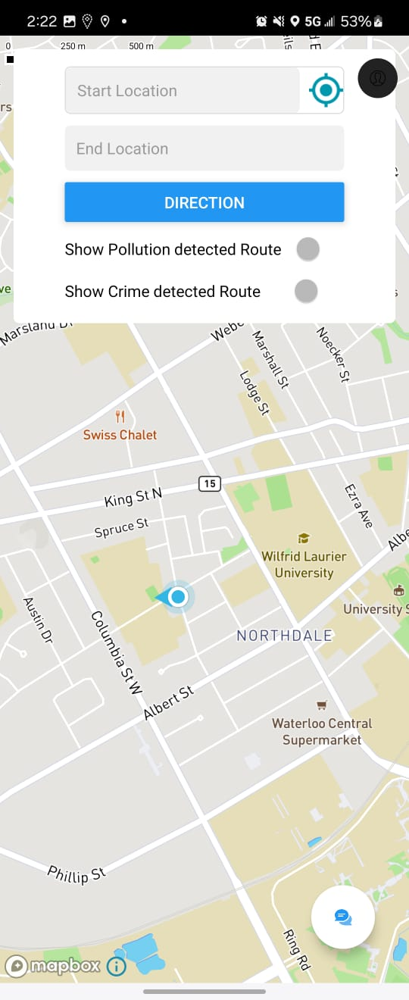 2:22 5G 53%
0 250 m 500 m
Start Location
End Location
DIRECTION
Show Pollution detected Route
Show Crime detected Route
Marsland Dr
Marshall St
Noecker St
Lodge St
Swiss Chalet
15
King St N
Ezra Ave
Spruce St
Wilfrid Laurier
University
Austin Dr
Columbia St W
University S
NORTHDALE
Albert St
Waterloo Central
Supermarket
Phillip St
Ring Rd
mapbox